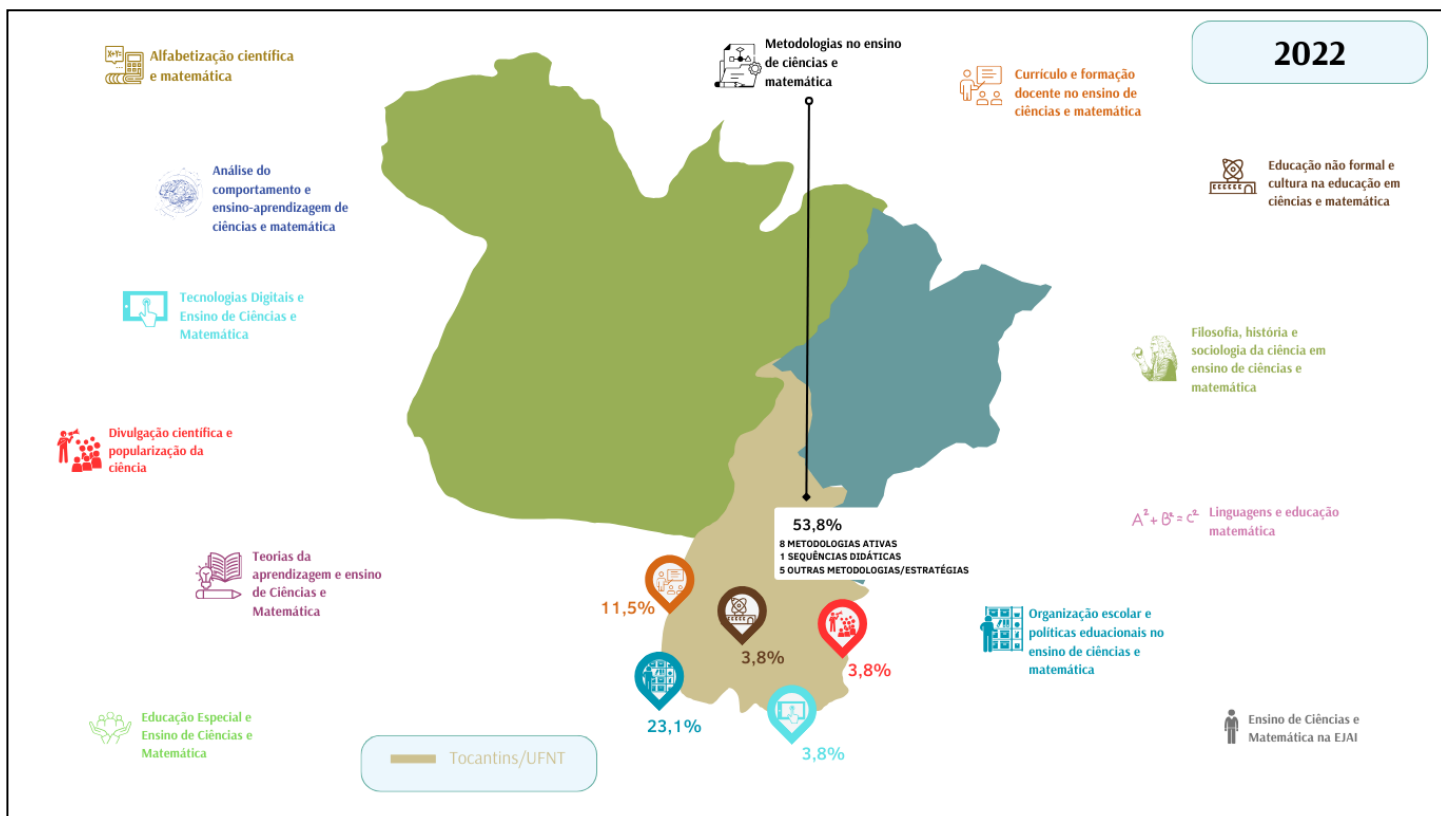 2022
Alfabetização científica
e matemática
Metodologias no ensino
de ciências e
matemática
Currículo e formação
docente no ensino de
ciências e matemática
Análise do
comportamento e
ensino-aprendizagem de
ciências e matemática
Educação não formal e
cultura na educação em
ciências e matemática
Tecnologias Digitais e
Ensino de Ciências e
Matemática
Filosofia, história e
sociologia da ciência em
ensino de ciências e
matemática
Divulgação científica e
popularização da
ciência
A² + B² = C²
Linguagens e educação
matemática
53,8%
8 METODOLOGIAS ATIVAS
1 SEQUÊNCIAS DIDÁTICAS
5 OUTRAS METODOLOGIAS/ESTRATÉGIAS
Teorias da
aprendizagem e ensino
de Ciências e
Matemática
11,5%
3,8%
3,8%
23,1%
3,8%
Organização escolar e
políticas eduacionais no
ensino de ciências e
matemática
Educação Especial e
Ensino de Ciências e
Matemática
Tocantins/UFNT
Ensino de Ciências e
Matemática na EJAI